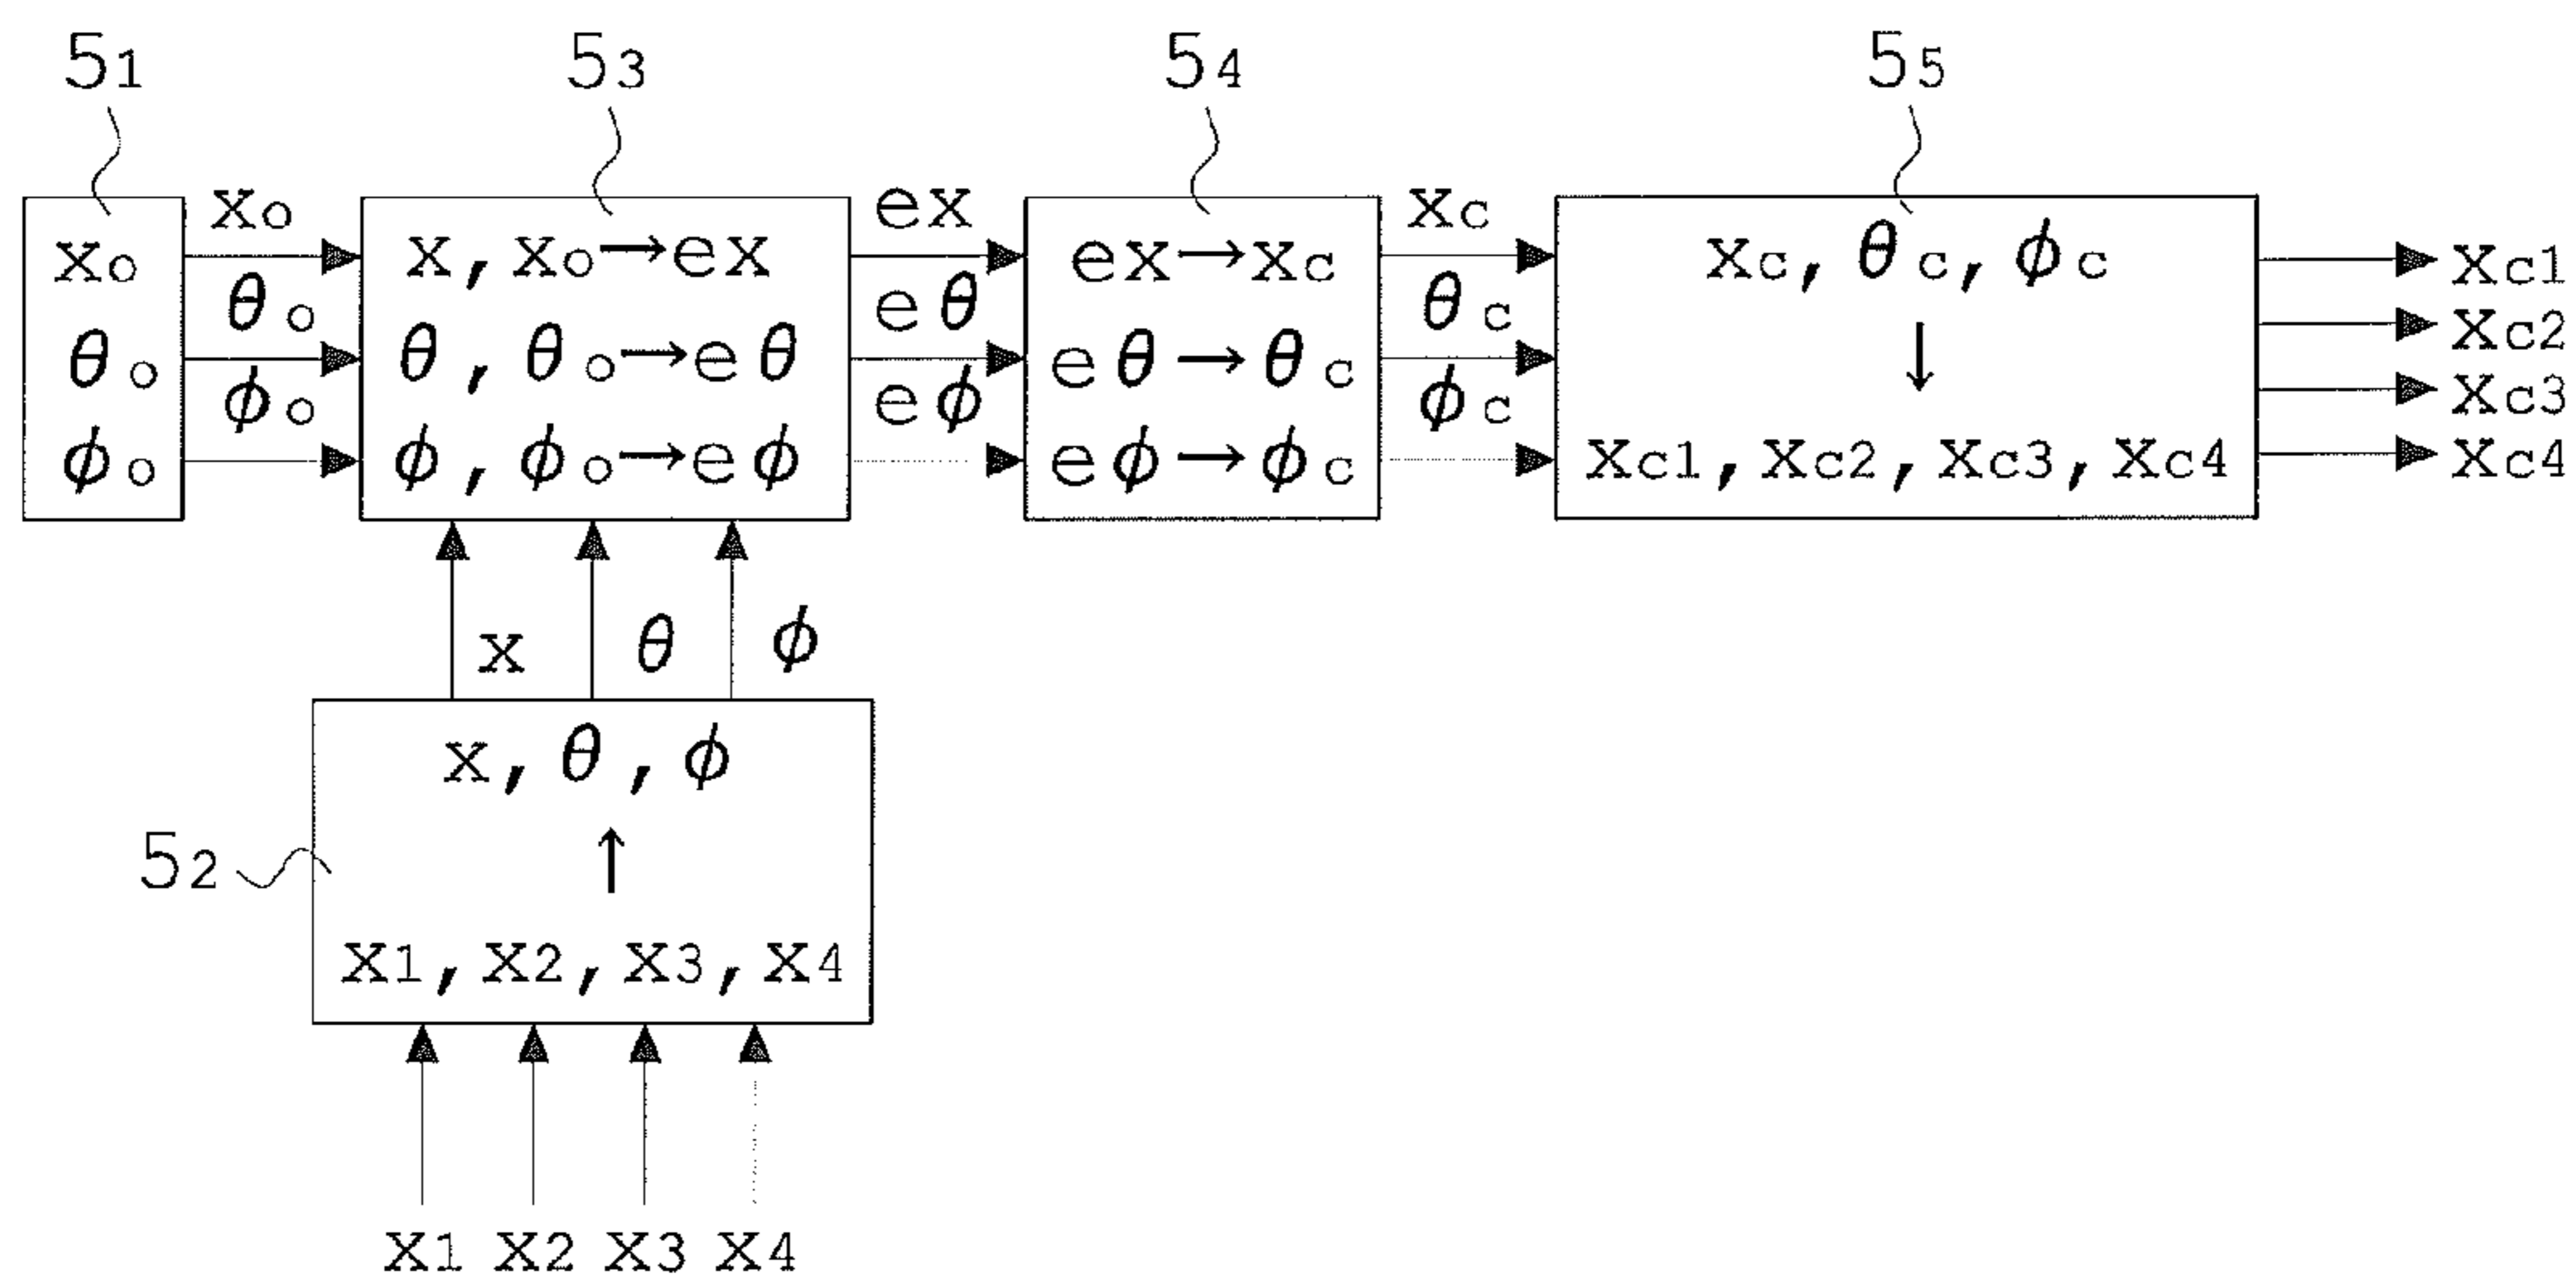 5₁ 5₃ 5₄ 5₅
xₒ
θₒ
ϕₒ
xₒ
θₒ
ϕₒ
x, xₒ→ex
θ, θₒ→eθ
ϕ, ϕₒ→eϕ
ex
eθ
eϕ
ex→xc
eθ→θc
eϕ→ϕc
xc
θc
ϕc
xc, θc, ϕc
↓
xc1, xc2, xc3, xc4
xc1
xc2
xc3
xc4
x θ ϕ
5₂
x, θ, ϕ
↑
x1, x2, x3, x4
x1 x2 x3 x4